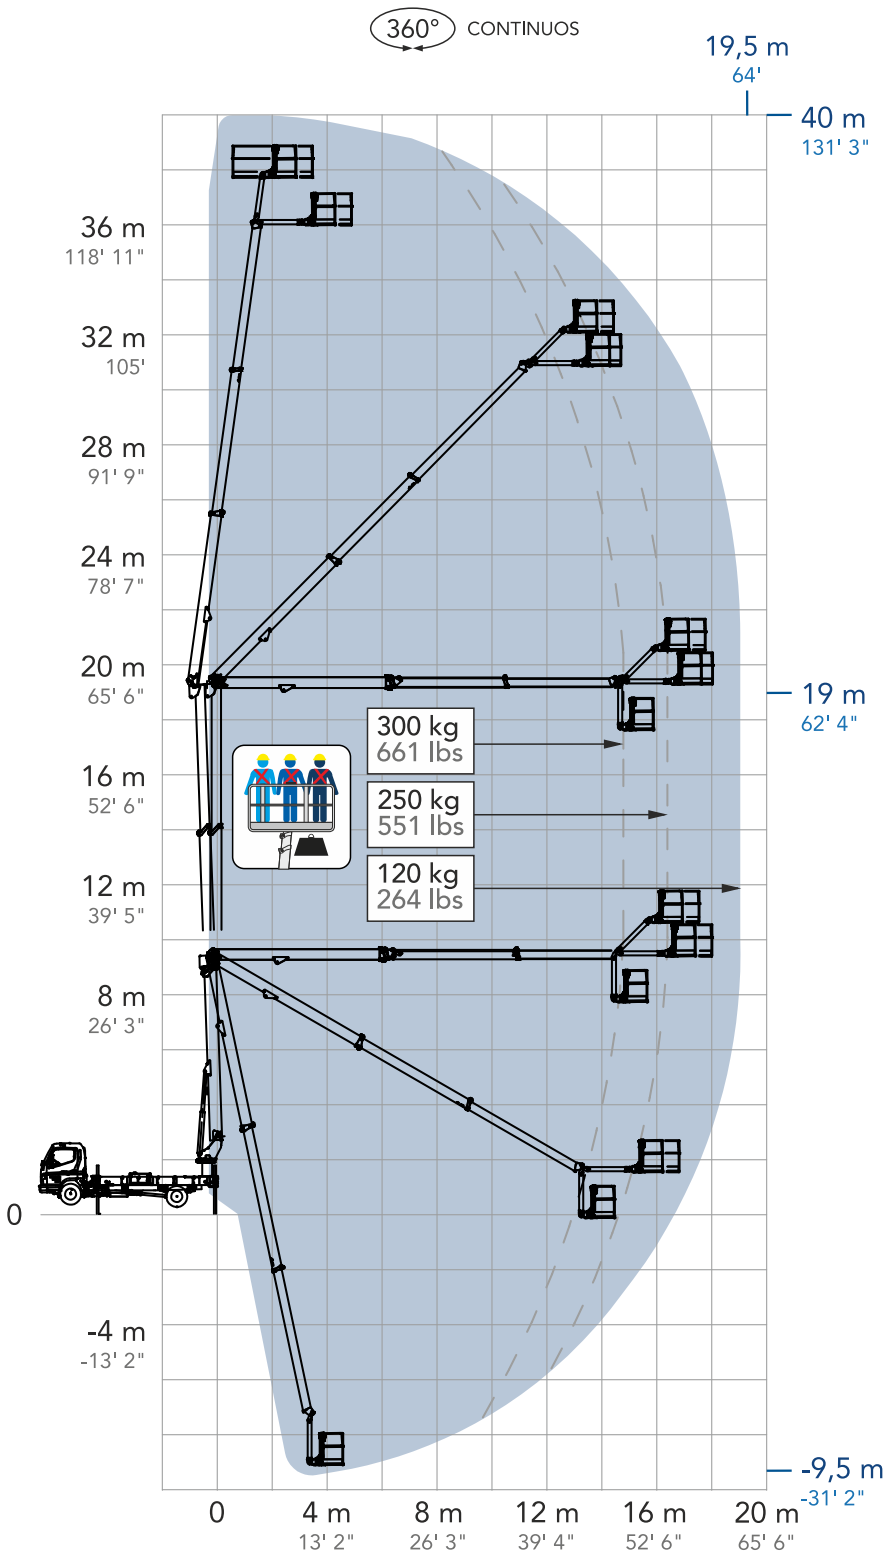 360° CONTINUOS
19,5 m
64'
40 m
131' 3"
36 m
118' 11"
32 m
105'
28 m
91' 9"
24 m
78' 7"
20 m
65' 6"
19 m
62' 4"
300 kg
661 lbs
16 m
52' 6"
250 kg
551 lbs
120 kg
264 lbs
12 m
39' 5"
8 m
26' 3"
0
-4 m
-13' 2"
-9,5 m
-31' 2"
0 4 m 8 m 12 m 16 m 20 m
13' 2" 26' 3" 39' 4" 52' 6" 65' 6"